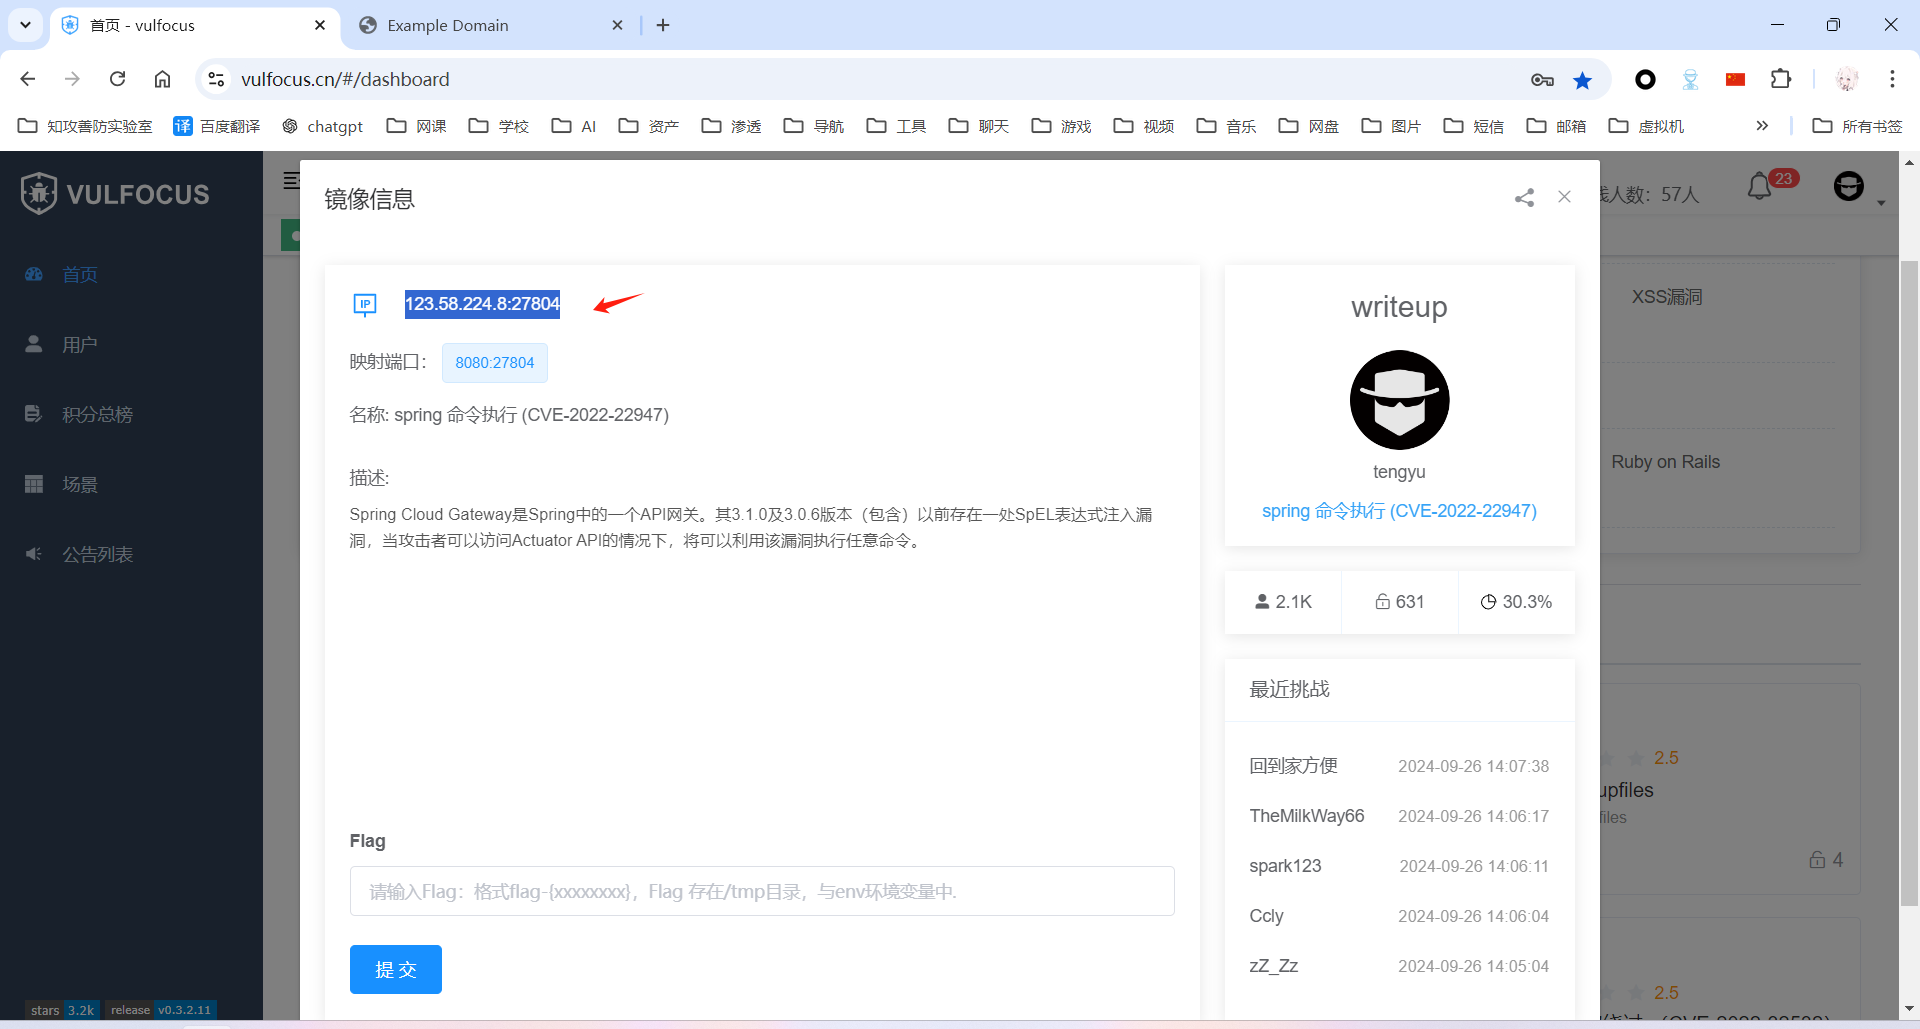 首页 - vulfocus
Example Domain
vulfocus.cn/#/dashboard
知攻善防实验室
译 百度翻译
chatgpt
网课
学校
AI
资产
渗透
导航
工具
聊天
游戏
视频
音乐
网盘
图片
短信
邮箱
虚拟机
所有书签
VULFOCUS
首页
用户
积分总榜
场景
公告列表
stars 3.2k
release v0.3.2.11
镜像信息
线人数：57人
23
IP 123.58.224.8:27804
映射端口： 8080:27804
名称: spring 命令执行 (CVE-2022-22947)
描述:
Spring Cloud Gateway是Spring中的一个API网关。其3.1.0及3.0.6版本（包含）以前存在一处SpEL表达式注入漏
洞，当攻击者可以访问Actuator API的情况下，将可以利用该漏洞执行任意命令。
Flag
请输入Flag：格式flag-{xxxxxxxx}，Flag 存在/tmp目录，与env环境变量中.
提 交
writeup
tengyu
spring 命令执行 (CVE-2022-22947)
2.1K
631
30.3%
最近挑战
回到家方便 2024-09-26 14:07:38
TheMilkWay66 2024-09-26 14:06:17
spark123 2024-09-26 14:06:11
Ccly 2024-09-26 14:06:04
zZ_Zz 2024-09-26 14:05:04
XSS漏洞
Ruby on Rails
2.5
upfiles
files
4
2.5